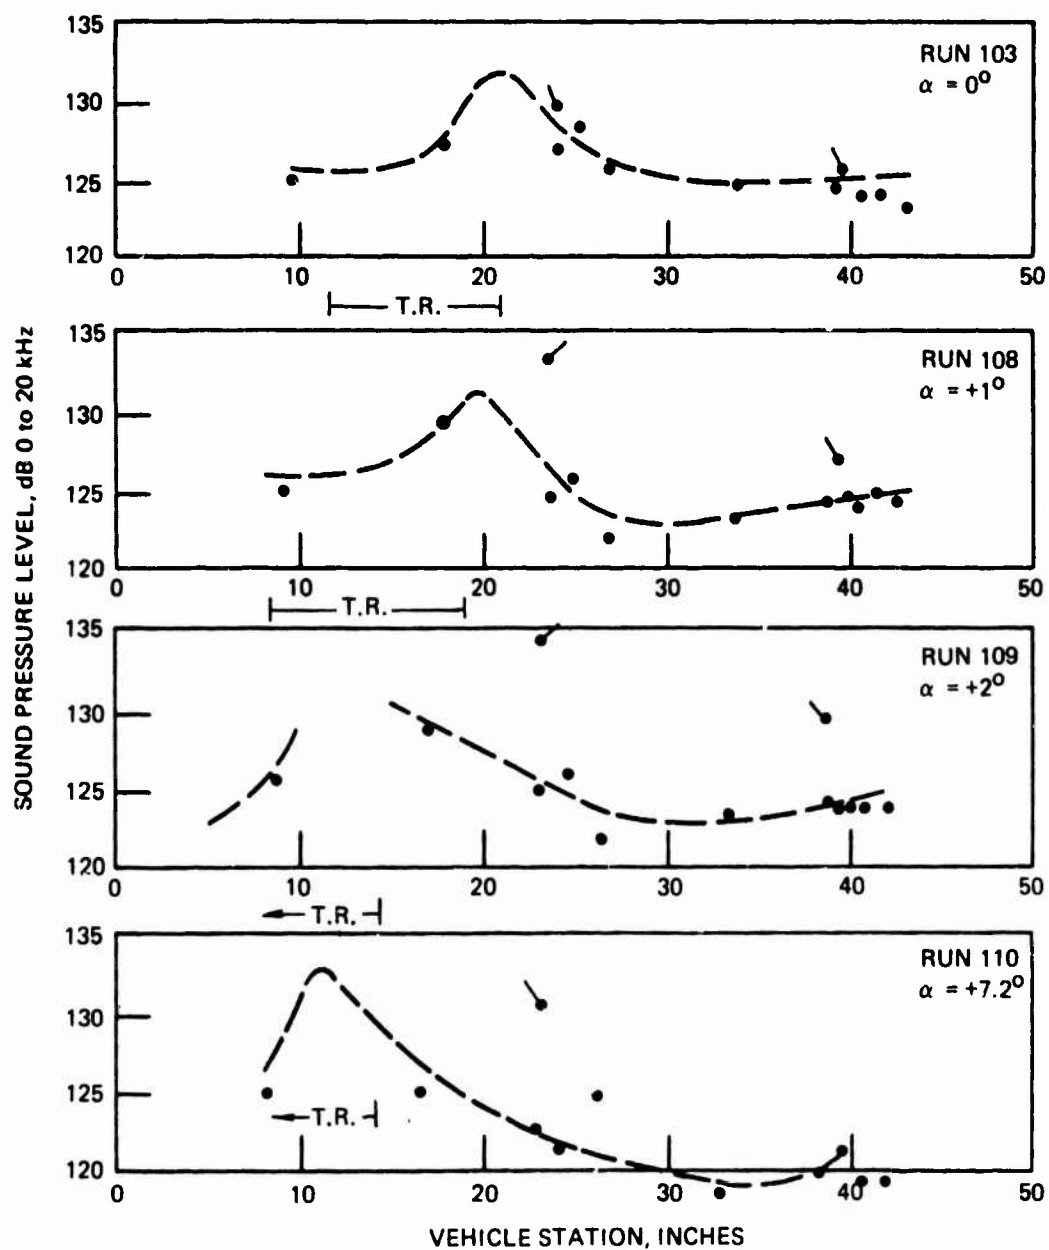 SOUND PRESSURE LEVEL, dB 0 to 20 kHz
135
130
125
120
RUN 103
α = 0°
0 10 20 30 40 50
T.R.
135
130
125
120
RUN 108
α = +1°
0 10 20 30 40 50
T.R.
135
130
125
120
RUN 109
α = +2°
0 10 20 30 40 50
T.R.
135
130
125
120
RUN 110
α = +7.2°
T.R.
0 10 20 30 40 50
VEHICLE STATION, INCHES